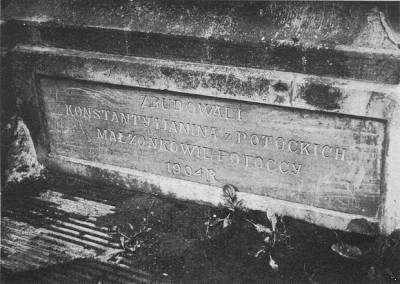 ZBUDOWALI
KONSTANTY I JANINA z POTOCKICH
MAŁŻONKOWIE POTOCCY
1904 R